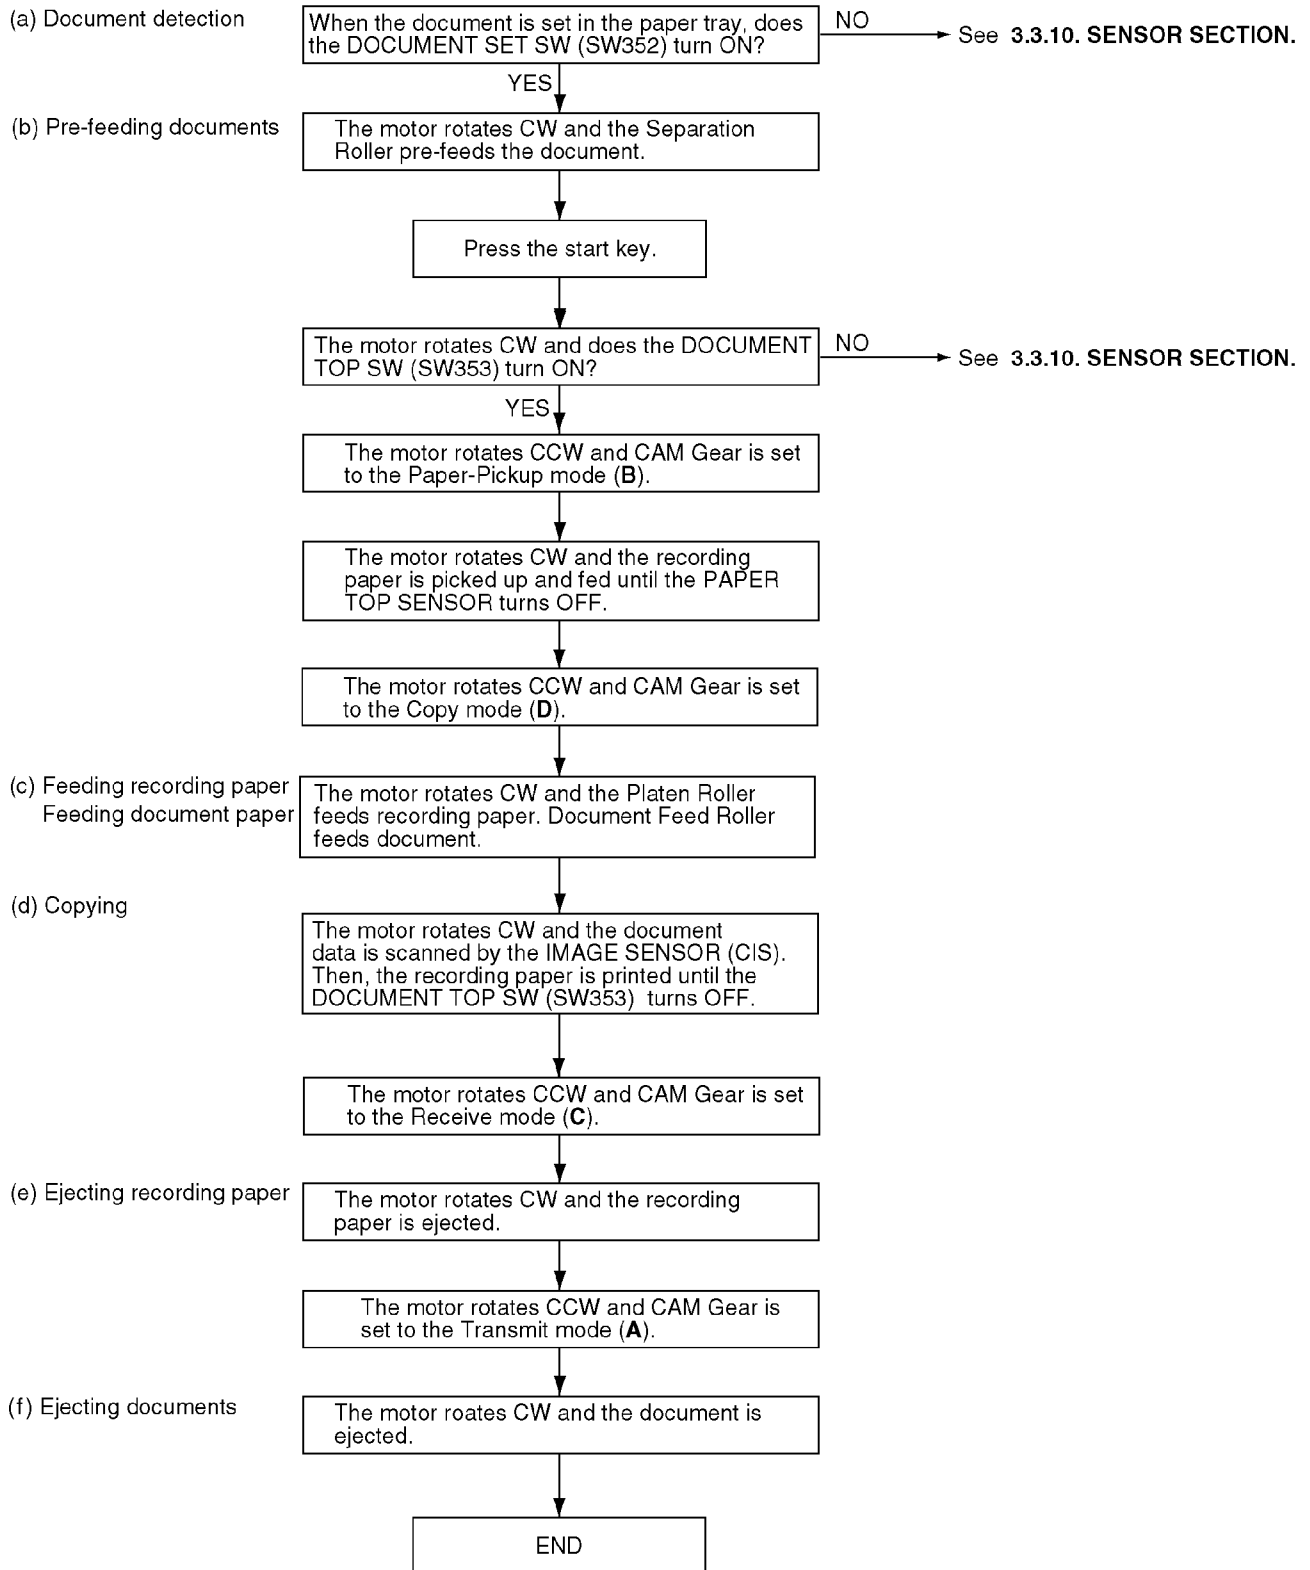 (a) Document detection
When the document is set in the paper tray, does
the DOCUMENT SET SW (SW352) turn ON?
NO
See 3.3.10. SENSOR SECTION.
YES
(b) Pre-feeding documents
The motor rotates CW and the Separation
Roller pre-feeds the document.
Press the start key.
The motor rotates CW and does the DOCUMENT
TOP SW (SW353) turn ON?
NO
See 3.3.10. SENSOR SECTION.
YES
The motor rotates CCW and CAM Gear is set
to the Paper-Pickup mode (B).
The motor rotates CW and the recording
paper is picked up and fed until the PAPER
TOP SENSOR turns OFF.
The motor rotates CCW and CAM Gear is set
to the Copy mode (D).
(c) Feeding recording paper
Feeding document paper
The motor rotates CW and the Platen Roller
feeds recording paper. Document Feed Roller
feeds document.
(d) Copying
The motor rotates CW and the document
data is scanned by the IMAGE SENSOR (CIS).
Then, the recording paper is printed until the
DOCUMENT TOP SW (SW353) turns OFF.
The motor rotates CCW and CAM Gear is set
to the Receive mode (C).
(e) Ejecting recording paper
The motor rotates CW and the recording
paper is ejected.
The motor rotates CCW and CAM Gear is
set to the Transmit mode (A).
(f) Ejecting documents
The motor roates CW and the document is
ejected.
END